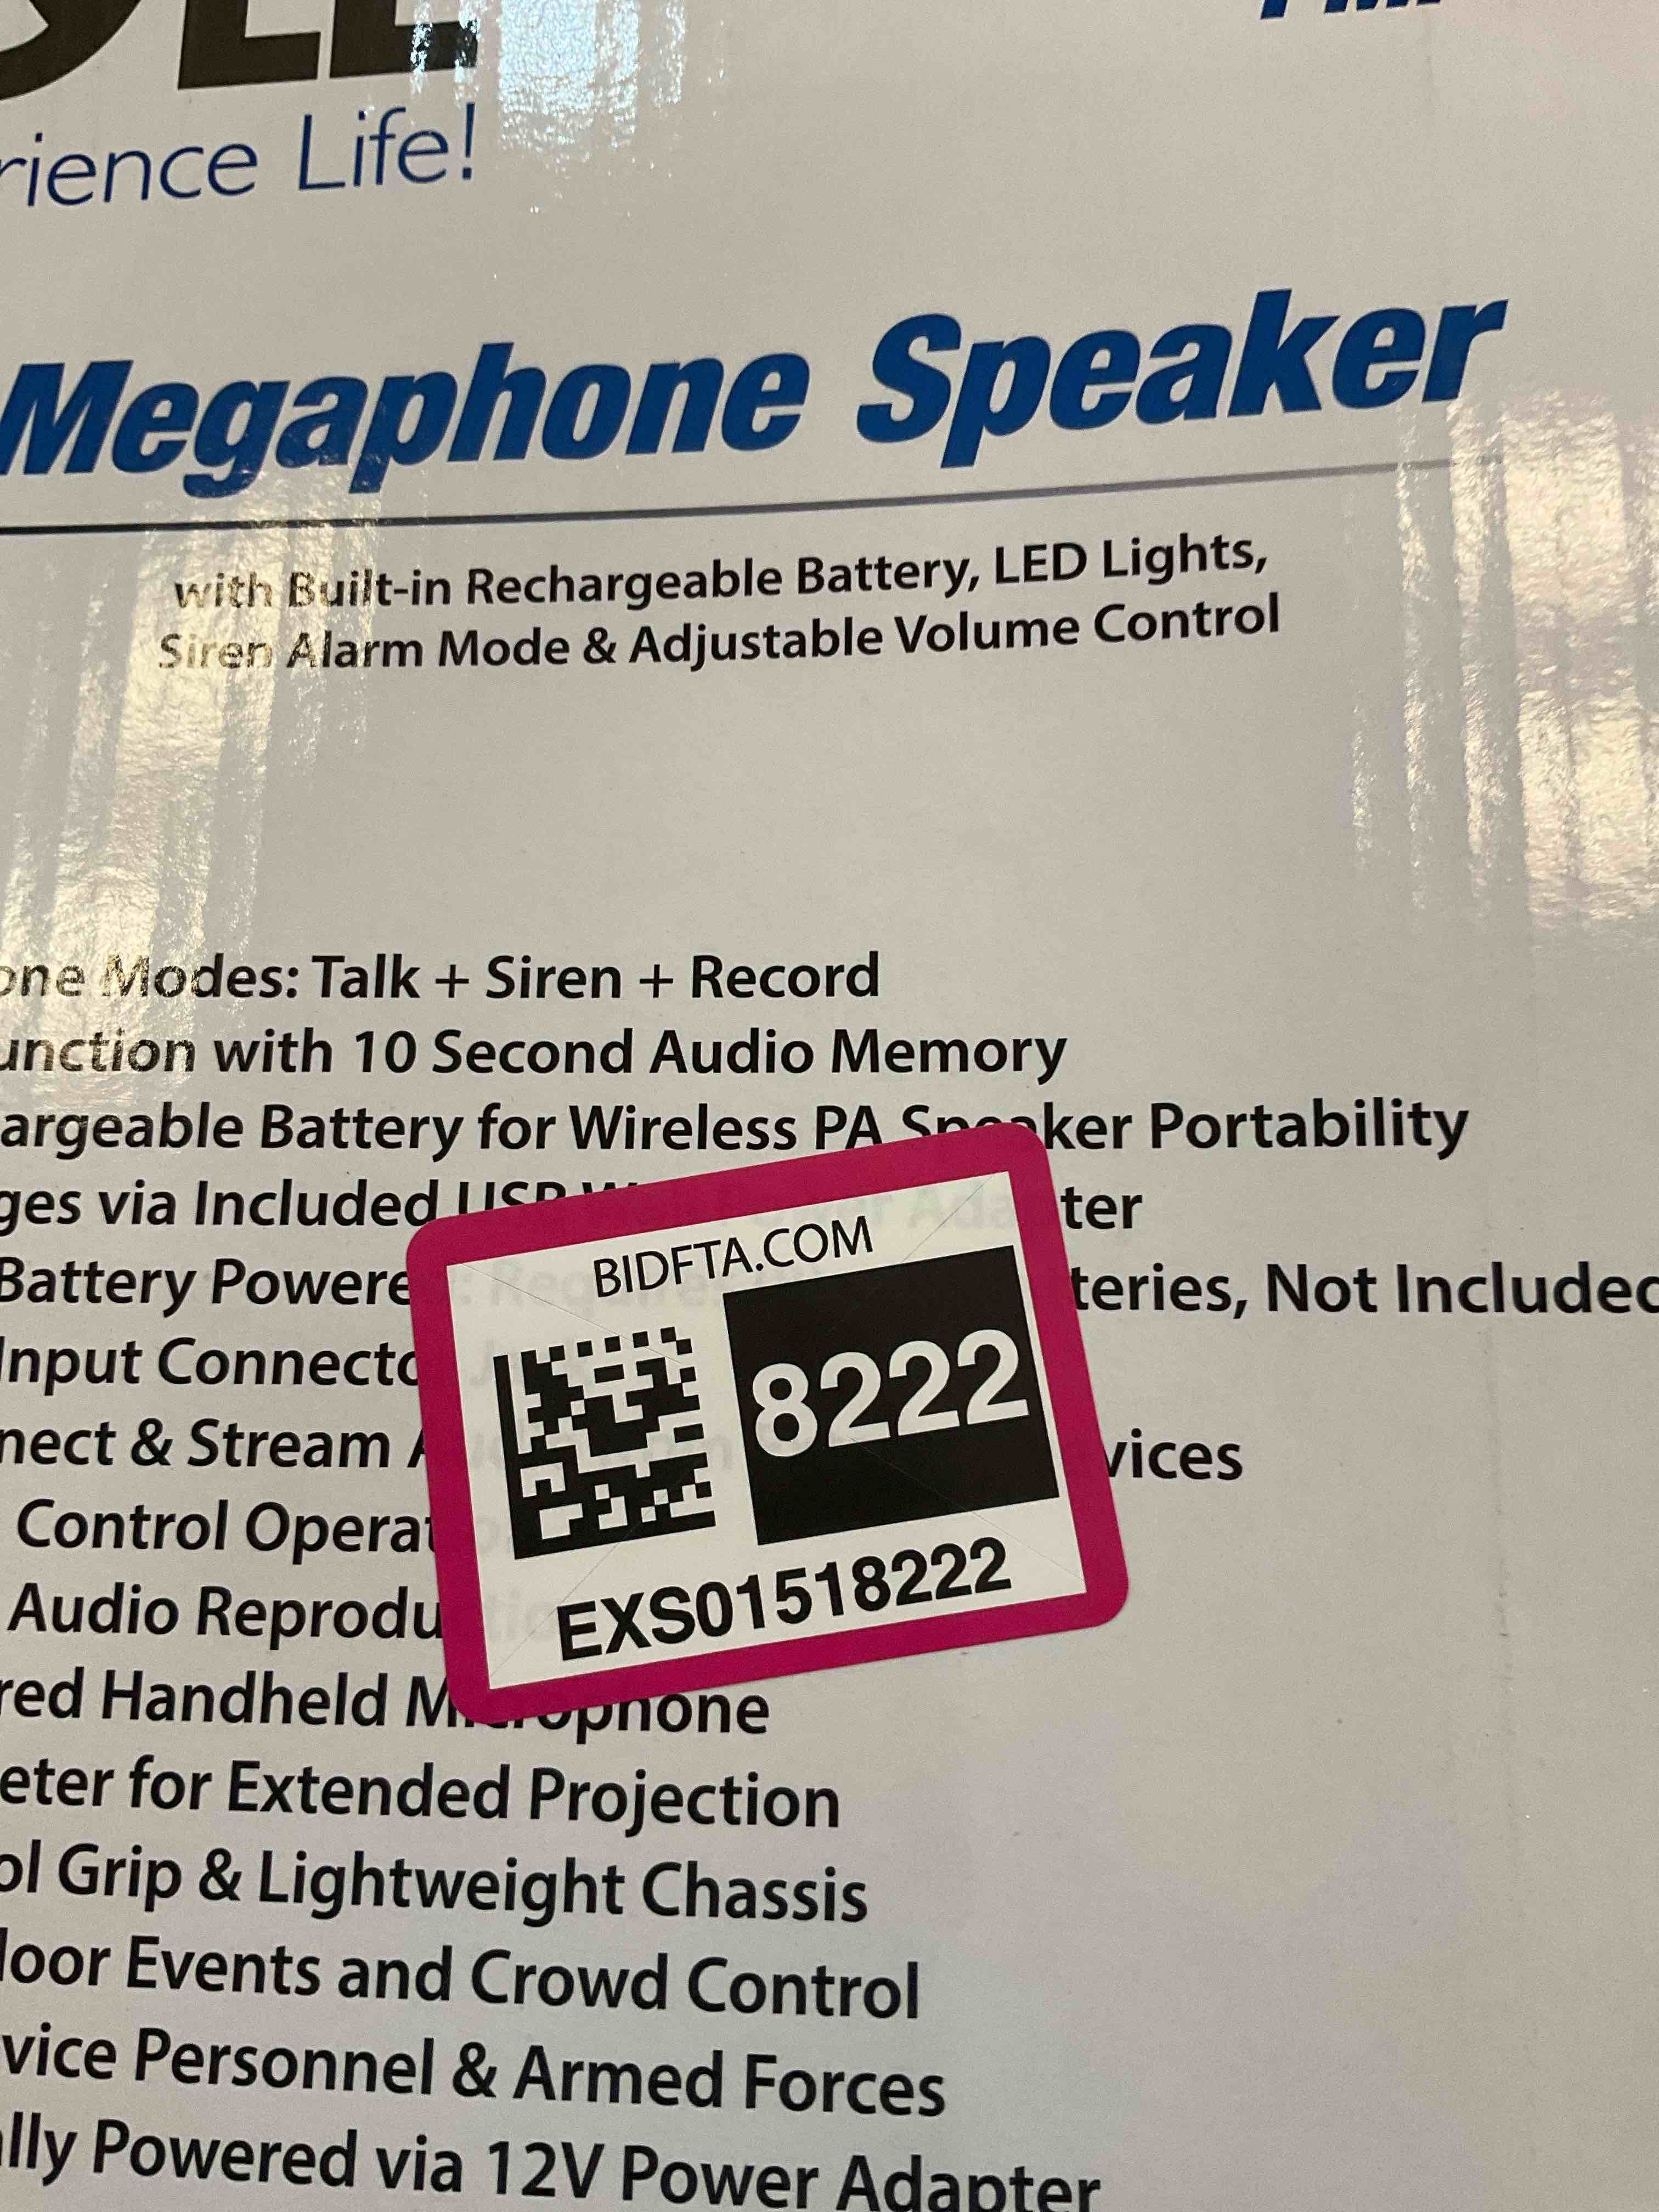 rience Life!
Megaphone Speaker
with Built-in Rechargeable Battery, LED Lights,
Siren Alarm Mode & Adjustable Volume Control
one Modes: Talk + Siren + Record
unction with 10 Second Audio Memory
argeable Battery for Wireless PA Speaker Portability
ges via Included USB ter
Battery Powere teries, Not Included
Input Connecto
nect & Stream A vices
Control Operat
Audio Reprodu
BIDFTA.COM
8222
EXS01518222
red Handheld Microphone
eter for Extended Projection
ol Grip & Lightweight Chassis
loor Events and Crowd Control
vice Personnel & Armed Forces
ally Powered via 12V Power Adapter